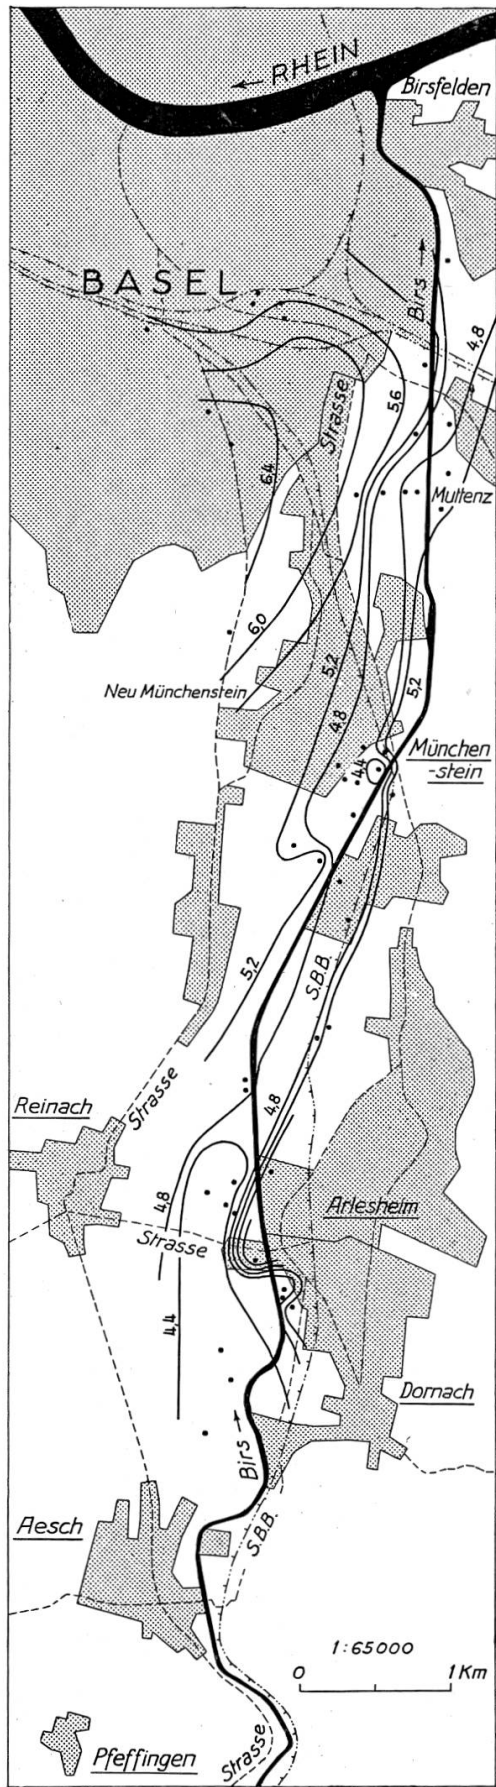 ← RHEIN
Birsfelden
BASEL
Birs →
4,8
5,6
Strasse
6,4
Muttenz
6,0
5,2
4,8
5,2
Neu Münchenstein
München
-stein
4,4
5,2
S.B.B.
Strasse
4,8
Reinach
4,8
Arlesheim
Strasse
4,4
Dornach
Birs →
Aesch
S.B.B.
1:65000
0 1 Km
Strasse
Pfeffingen